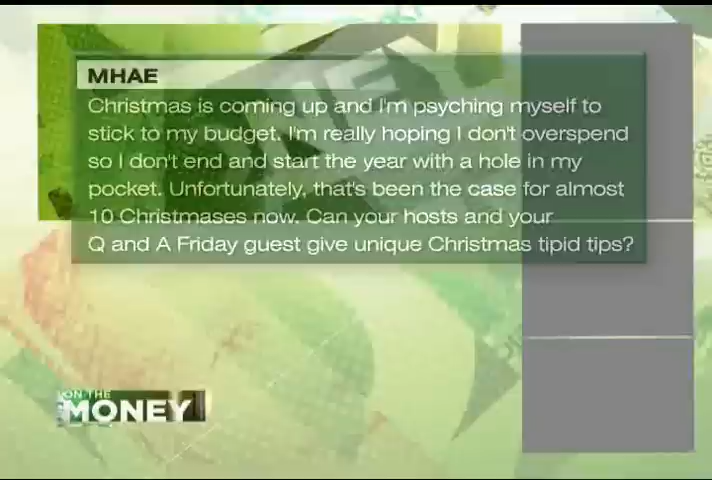 MHAE
Christmas is coming up and I'm psyching myself to
stick to my budget. I'm really hoping I don't overspend
so I don't end and start the year with a hole in my
pocket. Unfortunately, that's been the case for almost
10 Christmases now. Can your hosts and your
Q and A Friday guest give unique Christmas tipid tips?
ON THE
MONEY